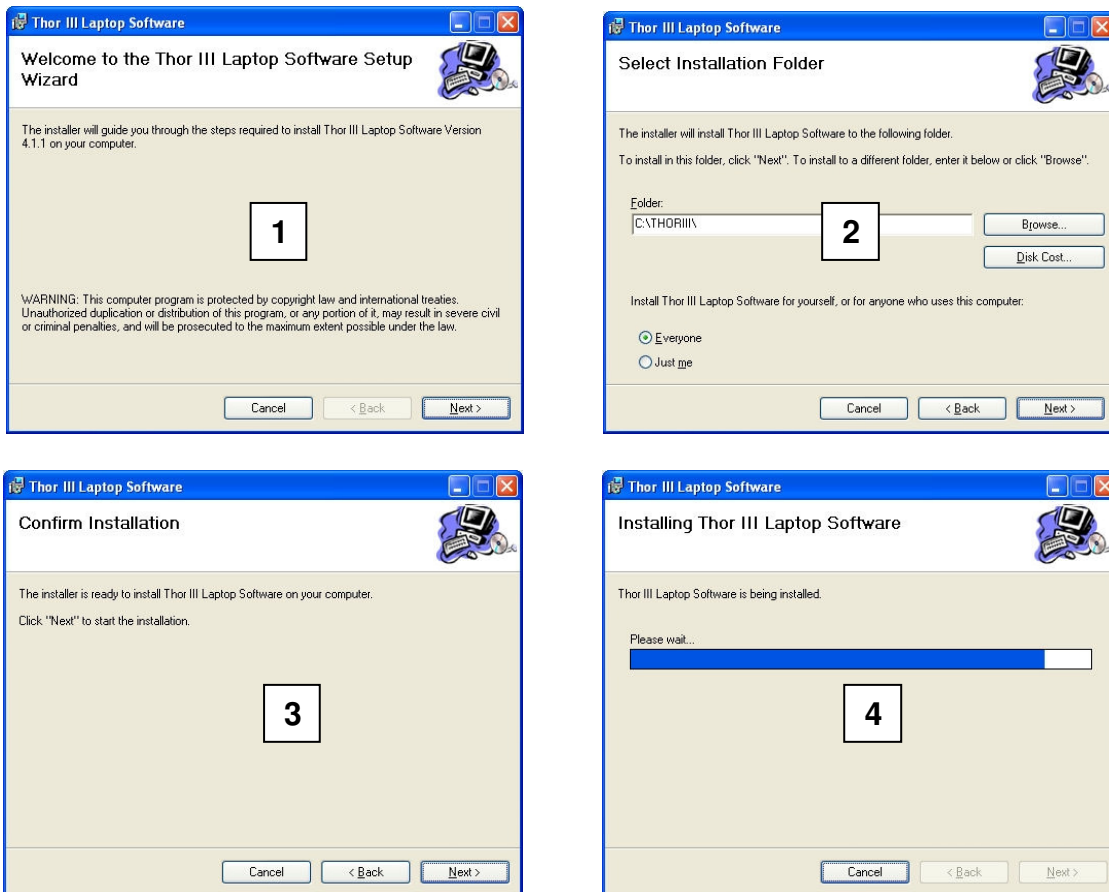 Thor III Laptop Software
Welcome to the Thor III Laptop Software Setup
Wizard
The installer will guide you through the steps required to install Thor III Laptop Software Version
4.1.1 on your computer.
1
WARNING: This computer program is protected by copyright law and international treaties.
Unauthorized duplication or distribution of this program, or any portion of it, may result in severe civil
or criminal penalties, and will be prosecuted to the maximum extent possible under the law.
Cancel < Back Next >
Thor III Laptop Software
Select Installation Folder
The installer will install Thor III Laptop Software to the following folder.
To install in this folder, click "Next". To install to a different folder, enter it below or click "Browse".
Folder:
C:\THORIII\
2
Browse...
Disk Cost...
Install Thor III Laptop Software for yourself, or for anyone who uses this computer:
Everyone
Just me
Cancel < Back Next >
Thor III Laptop Software
Confirm Installation
The installer is ready to install Thor III Laptop Software on your computer.
Click "Next" to start the installation.
3
Cancel < Back Next >
Thor III Laptop Software
Installing Thor III Laptop Software
Thor III Laptop Software is being installed.
Please wait...
4
Cancel < Back Next >